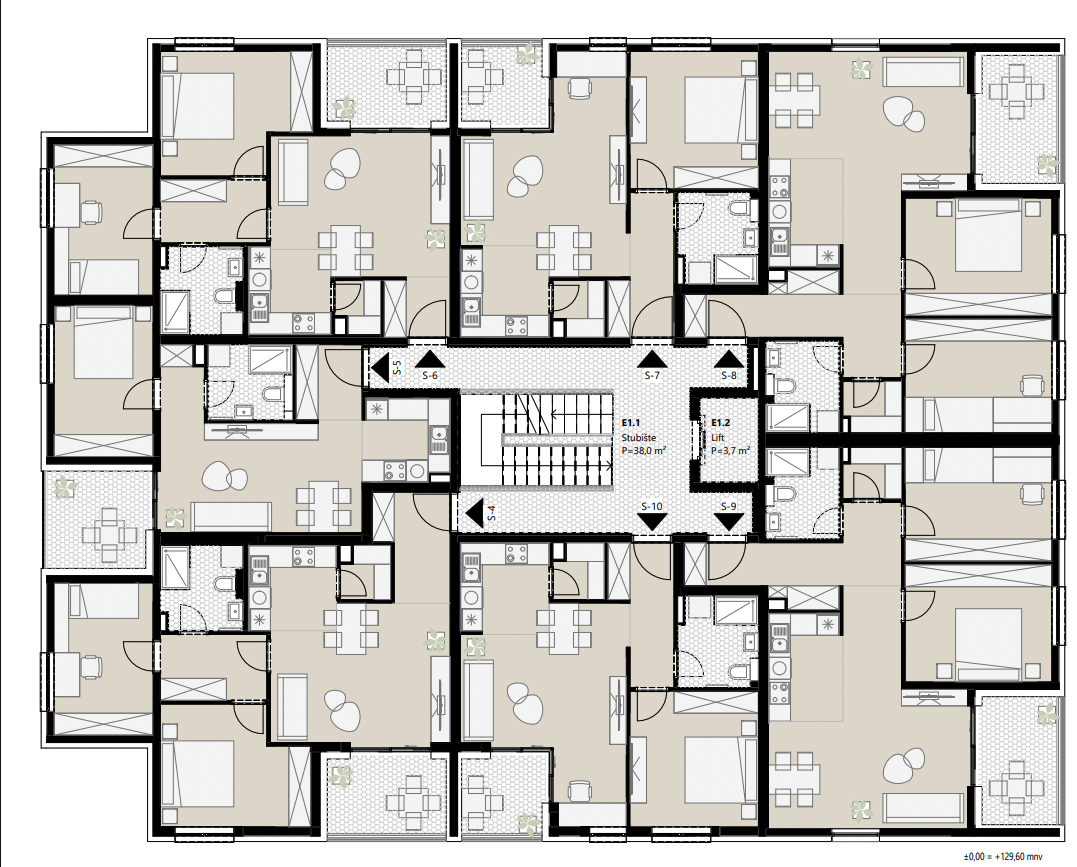 S-5
S-6
S-7
S-8
E1.1
Stubište
P=38,0 m²
E1.2
Lift
P=3,7 m²
S-4
S-10
S-9
±0,00 = +129,60 mnv